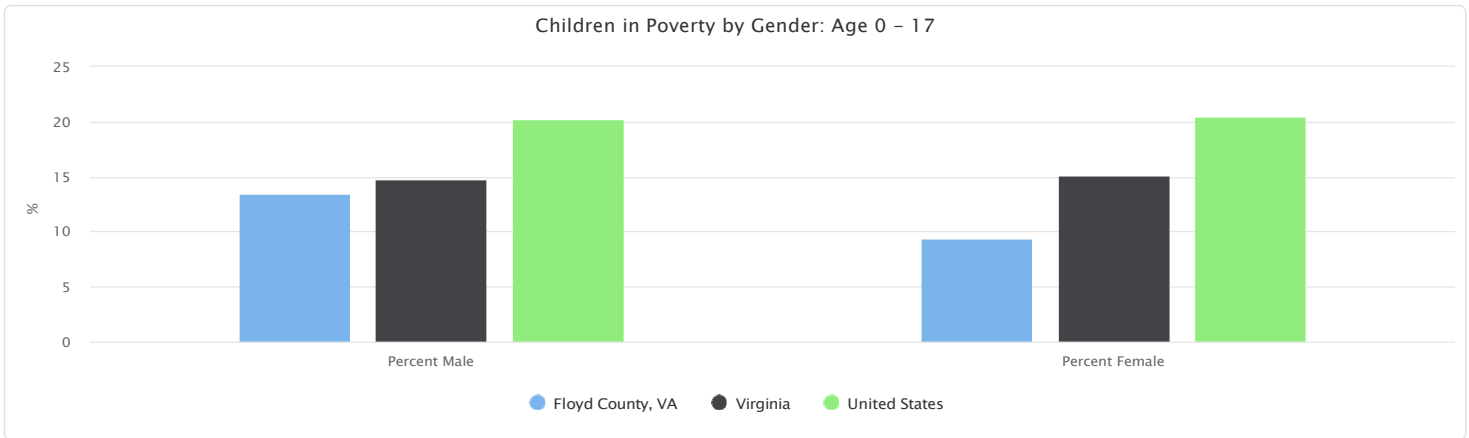 Children in Poverty by Gender: Age 0 - 17
25
20
15
%
10
5
0
Percent Male Percent Female
Floyd County, VA Virginia United States